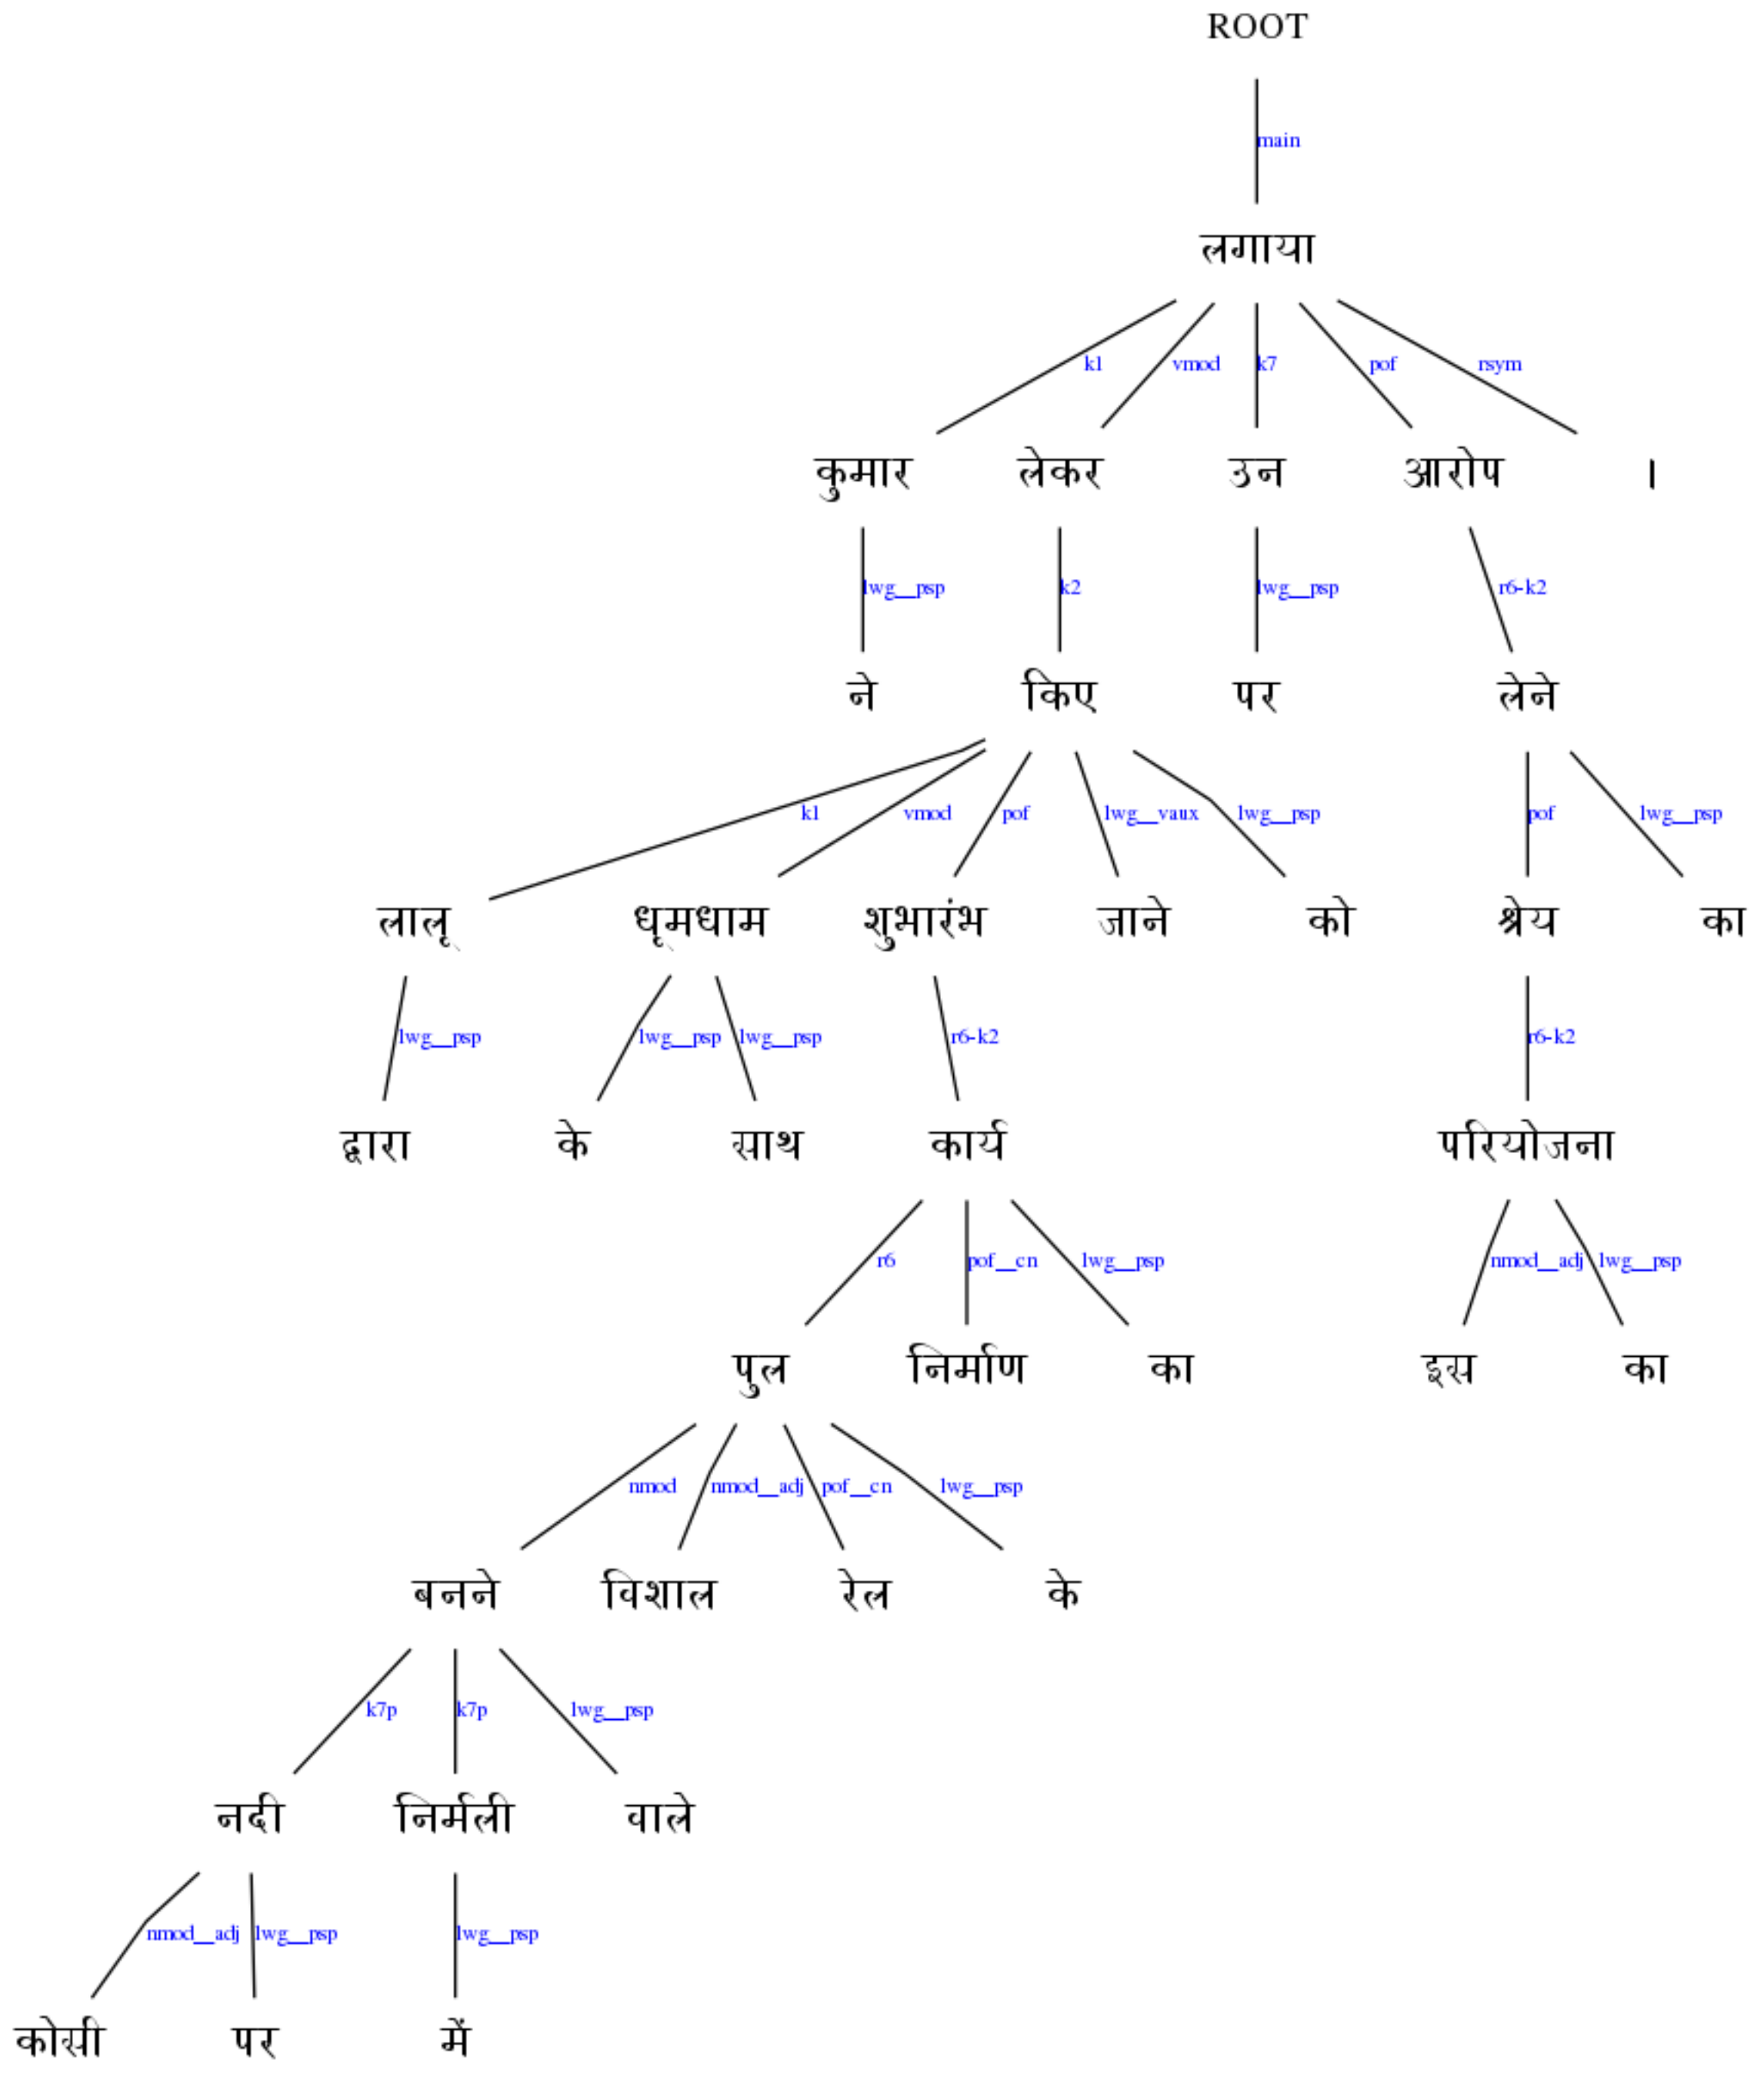 ROOT
main
लगाया
k1 vmod k7 pof rsym
कुमार लेकर उन आरोप ।
lwg__psp k2 lwg__psp r6-k2
ने किए पर लेने
k1 vmod pof lwg__vaux lwg__psp pof lwg__psp
लालू धूमधाम शुभारंभ जाने को श्रेय का
lwg__psp lwg__psp lwg__psp r6-k2 r6-k2
द्वारा के साथ कार्य परियोजना
r6 pof__cn lwg__psp nmod__adj lwg__psp
पुल निर्माण का इस का
nmod nmod__adj pof__cn lwg__psp
बनने विशाल रेल के
k7p k7p lwg__psp
नदी निर्मली वाले
nmod__adj lwg__psp lwg__psp
कोसी पर में